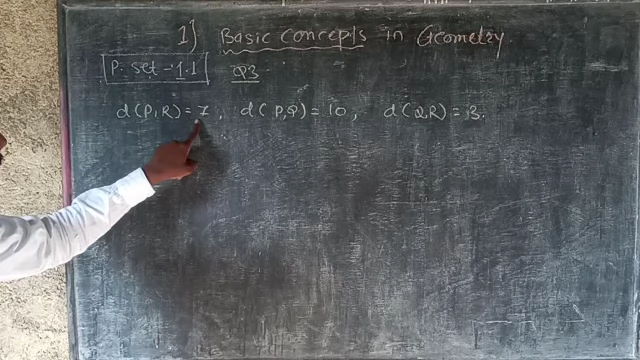 1) Basic Concepts in Geometry
P. set - 1.1 Q3
d(P,R) = 7, d(P,Q) = 10, d(Q,R) = 3.